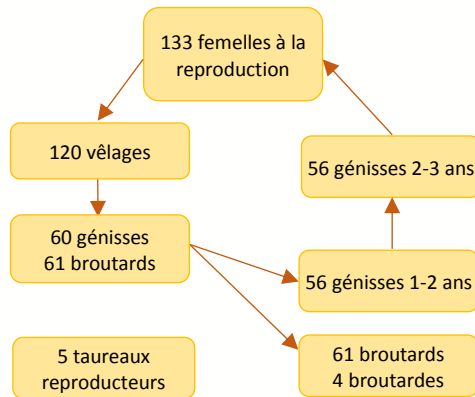 133 femelles à la
reproduction
120 vêlages
56 génisses 2-3 ans
60 génisses
61 broutards
56 génisses 1-2 ans
5 taureaux
reproducteurs
61 broutards
4 broutardes